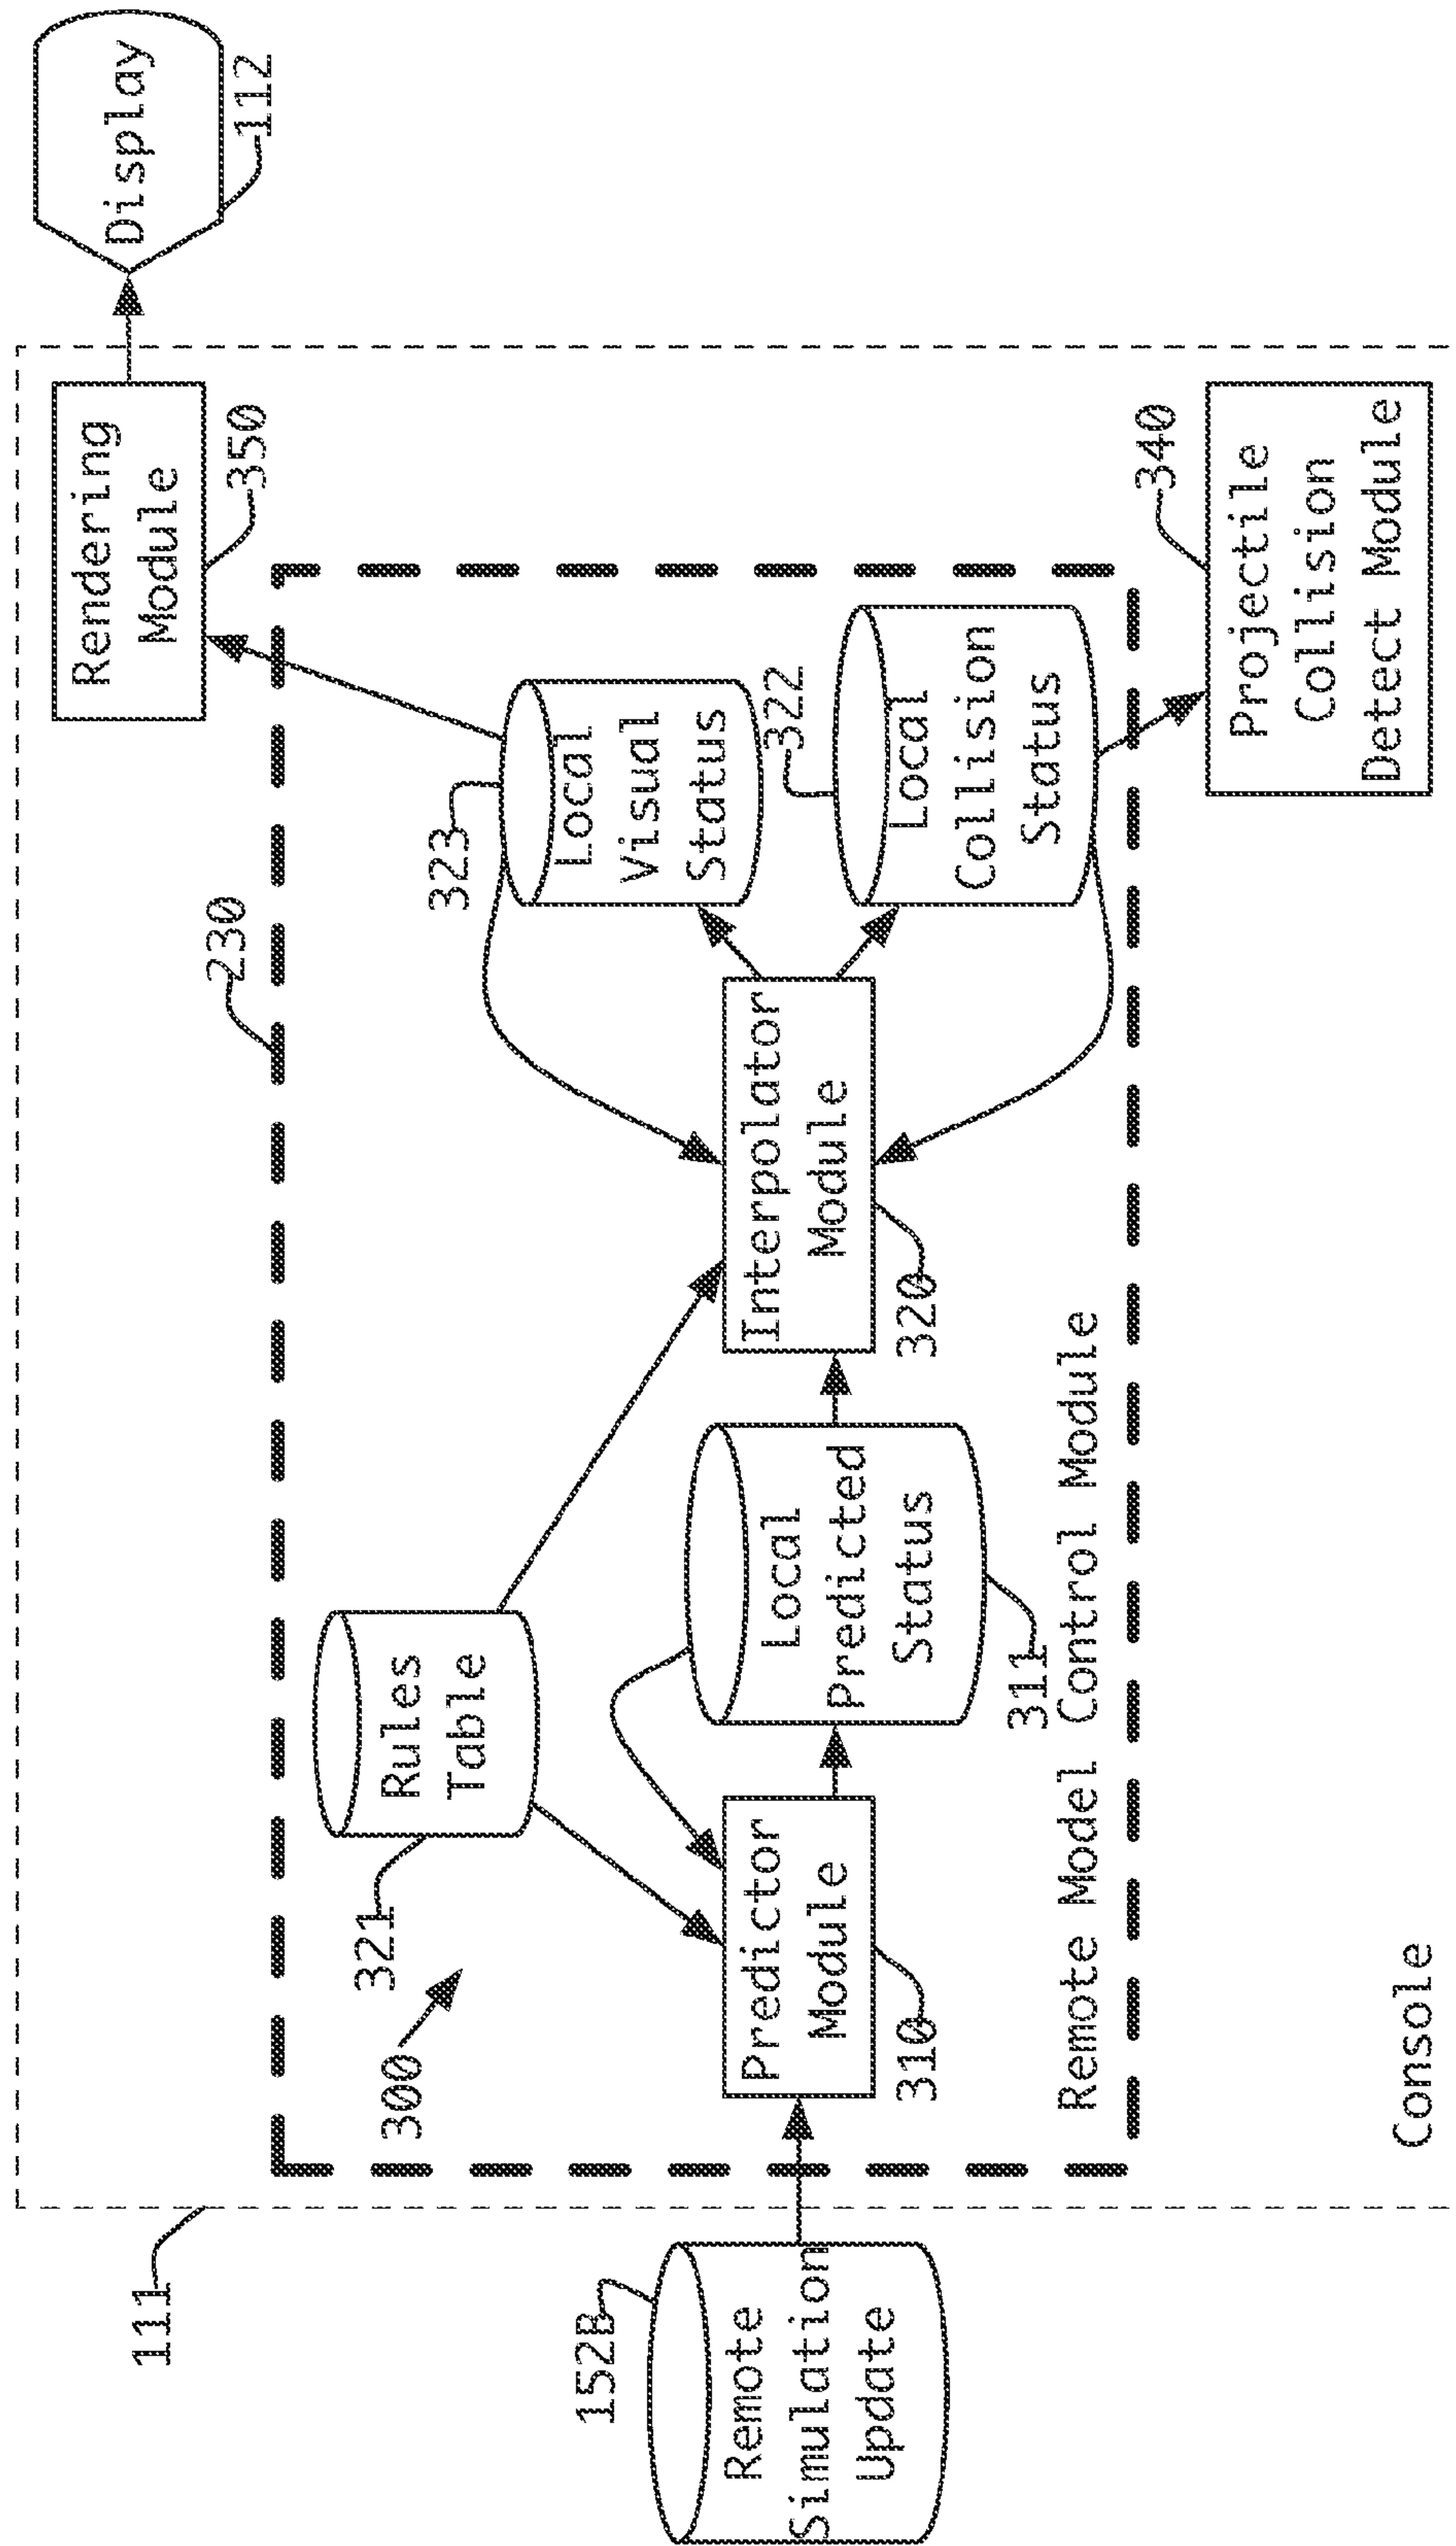 111
Rendering
Module
350
Display
112
230
321
Rules
Table
300
323
Local
Visual
Status
322
Local
Collision
Status
152B
Remote
Simulation
Update
Predictor
Module
310
Local
Predicted
Status
311
Interpolator
Module
320
Remote Model Control Module
340
Projectile
Collision
Detect Module
Console